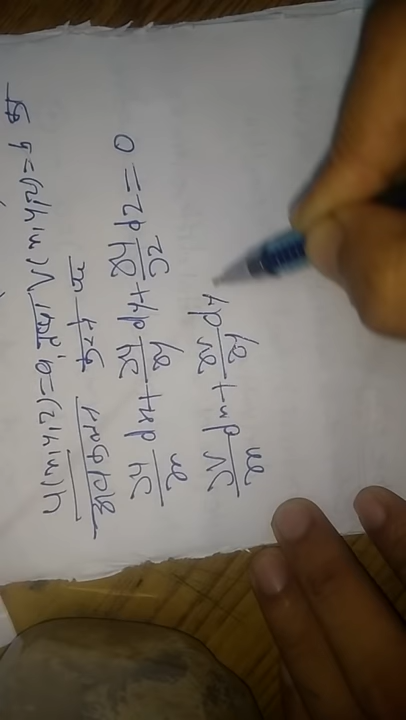 u(x,y,z)=a, तथा v(x,y,z)=b का
अवकलन करने पर
∂u/∂x dx + ∂u/∂y dy + ∂u/∂z dz = 0
∂v/∂x dx + ∂v/∂y dy